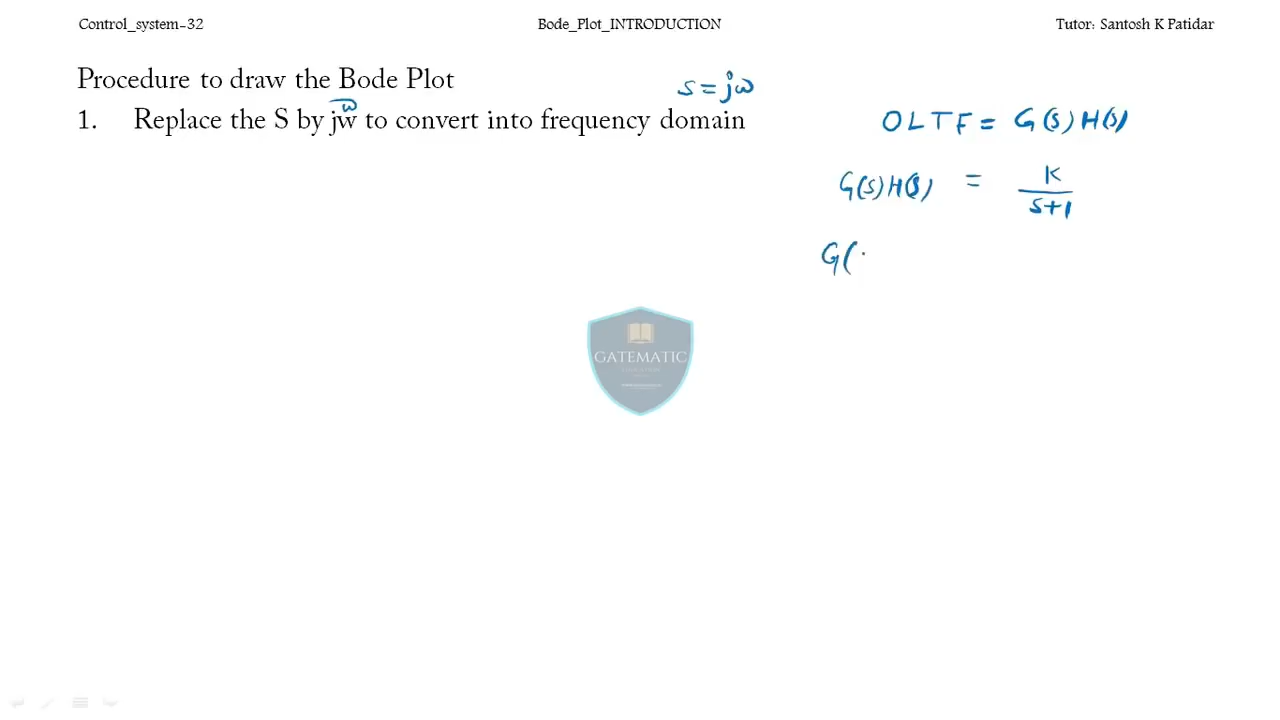 Control_system-32 Bode_Plot_INTRODUCTION Tutor: Santosh K Patidar
Procedure to draw the Bode Plot
s = jω
1. Replace the S by jw to convert into frequency domain
ω
OLTF = G(s)H(s)
G(s)H(s) = K / s+1
G(
GATEMATIC